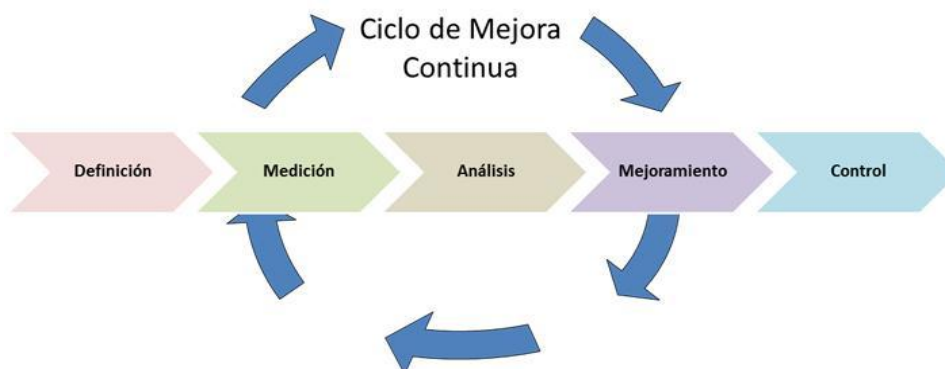 Ciclo de Mejora
Continua
Definición
Medición
Análisis
Mejoramiento
Control